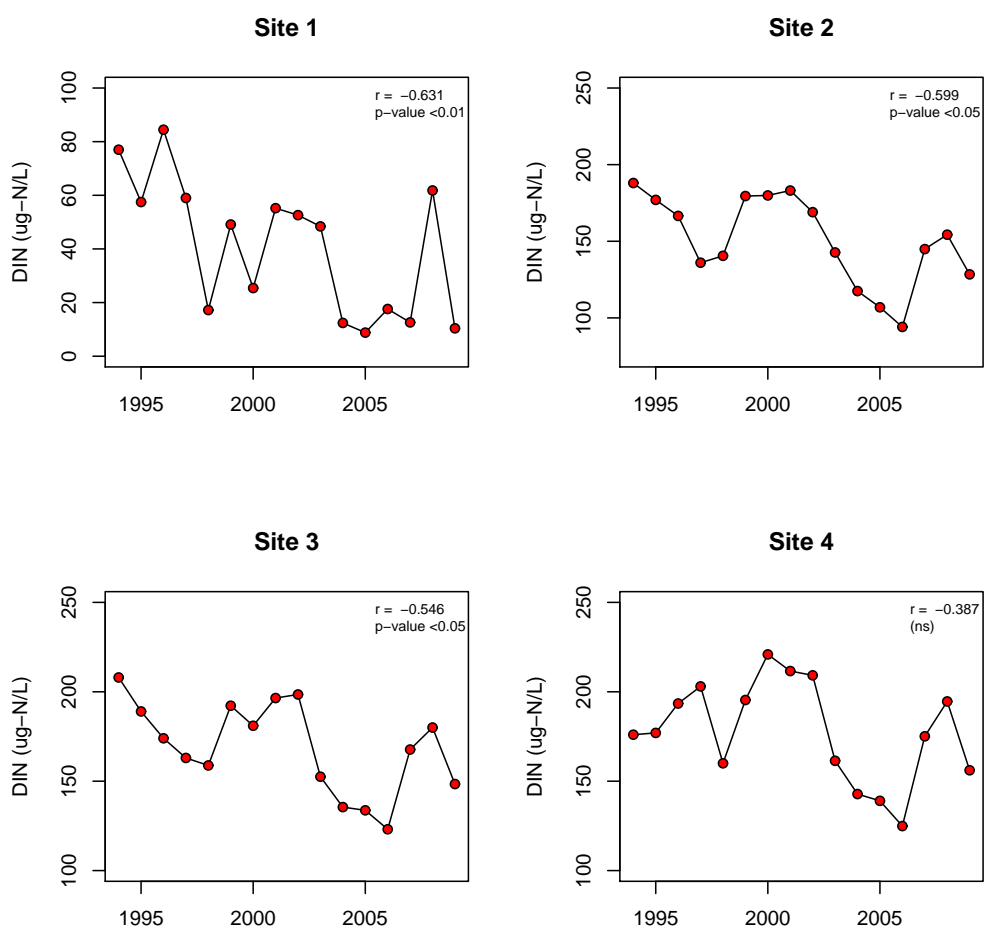 Site 1
DIN (ug−N/L)
100
80
60
40
20
0
r = −0.631
p−value <0.01
1995 2000 2005
Site 2
DIN (ug−N/L)
250
200
150
100
r = −0.599
p−value <0.05
1995 2000 2005
Site 3
DIN (ug−N/L)
250
200
150
100
r = −0.546
p−value <0.05
1995 2000 2005
Site 4
DIN (ug−N/L)
250
200
150
100
r = −0.387
(ns)
1995 2000 2005